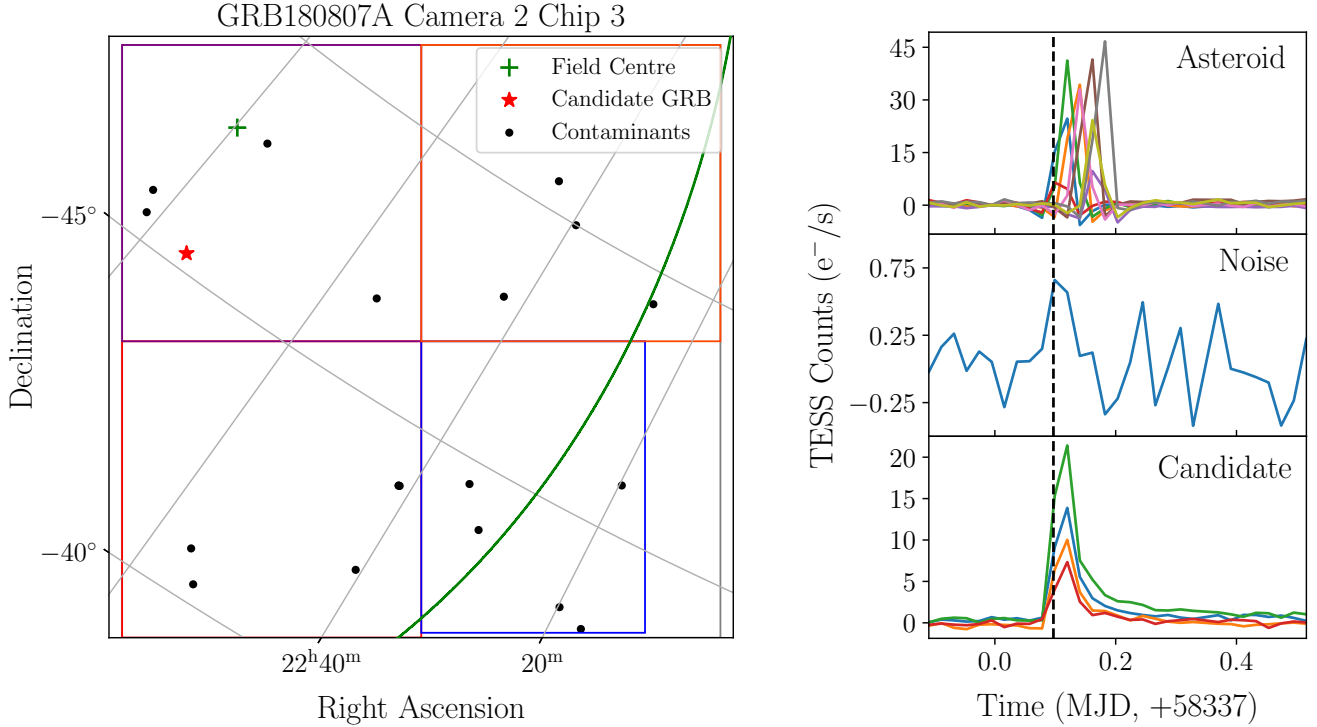 GRB180807A Camera 2 Chip 3
Field Centre
Candidate GRB
Contaminants
−45°
−40°
Declination
22ʰ40ᵐ
20ᵐ
Right Ascension
TESS Counts (e⁻/s)
Asteroid
45
30
15
0
Noise
0.75
0.25
−0.25
Candidate
20
15
10
5
0
0.0
0.2
0.4
Time (MJD, +58337)